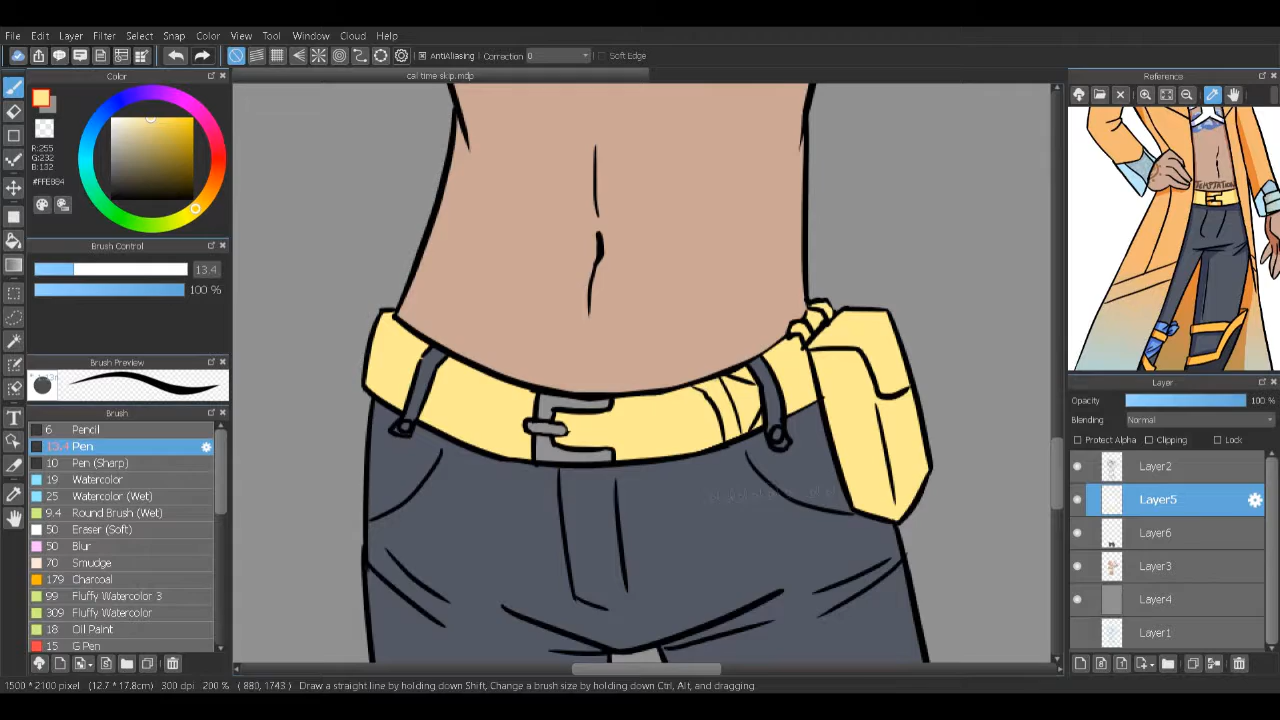 File Edit Layer Filter Select Snap Color View Tool Window Cloud Help
AntiAliasing Correction 0 Soft Edge
Color
cal time skip.mdp
Reference
R:255
G:232
B:132
#FFE884
TEMPTATION
Brush Control
13.4
100 %
Brush Preview
Brush
6 Pencil
13.4 Pen
10 Pen (Sharp)
19 Watercolor
25 Watercolor (Wet)
9.4 Round Brush (Wet)
50 Eraser (Soft)
50 Blur
70 Smudge
179 Charcoal
99 Fluffy Watercolor 3
309 Fluffy Watercolor
18 Oil Paint
15 G Pen
Layer
Opacity 100 %
Blending Normal
Protect Alpha Clipping Lock
Layer2
Layer5
Layer6
Layer3
Layer4
Layer1
1500 * 2100 pixel (12.7 * 17.8cm) 300 dpi 200 % ( 880, 1743 ) Draw a straight line by holding down Shift, Change a brush size by holding down Ctrl, Alt, and dragging